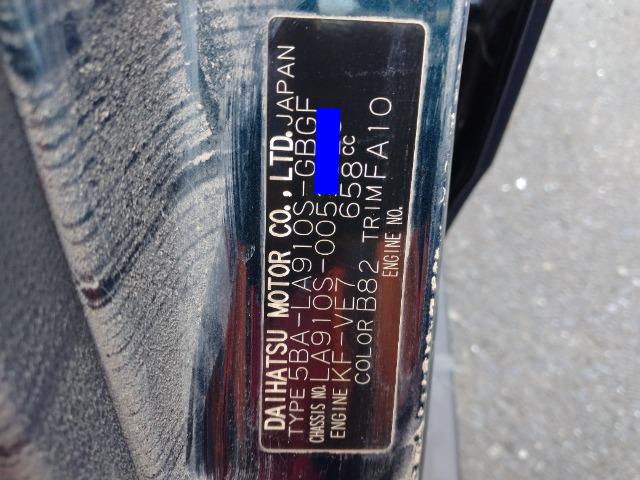 DAIHATSU MOTOR CO., LTD. JAPAN
TYPE 5BA-LA910S-GBGF
CHASSIS NO. LA910S-005
ENGINE KF-VE7 658 cc
COLOR B82 TRIM FA10
ENGINE NO.